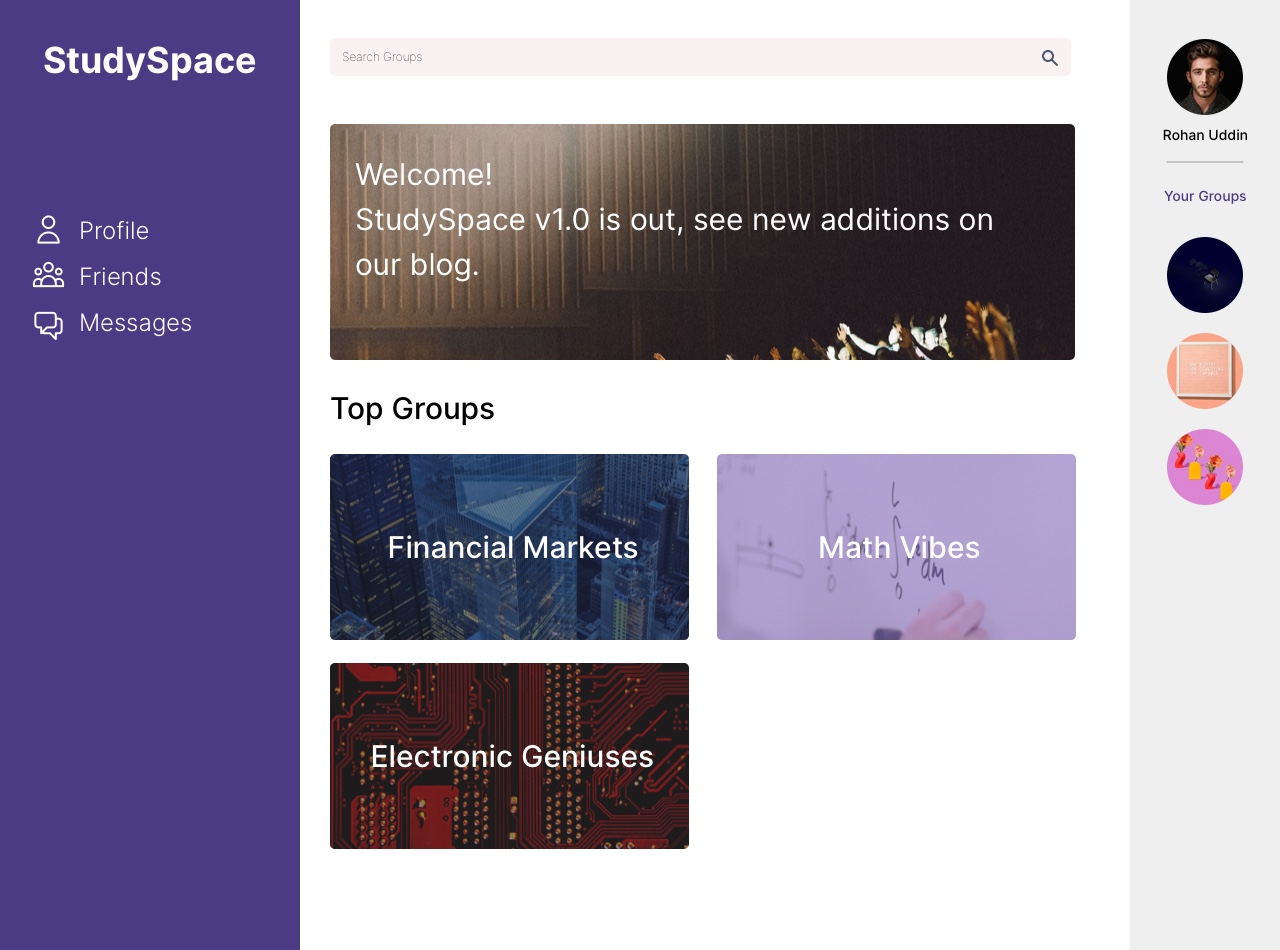 StudySpace
Profile
Friends
Messages
Search Groups
Welcome!
StudySpace v1.0 is out, see new additions on
our blog.
Top Groups
Financial Markets
Math Vibes
Electronic Geniuses
Rohan Uddin
Your Groups